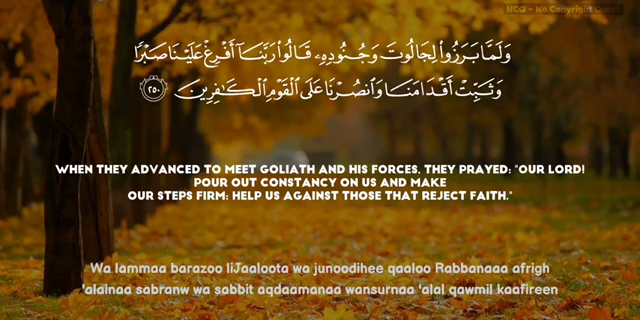 NCQ - No Copyright Quran
وَلَمَّا بَرَزُوا۟ لِجَالُوتَ وَجُنُودِهِۦ قَالُوا۟ رَبَّنَآ أَفْرِغْ عَلَيْنَا صَبْرًا
وَثَبِّتْ أَقْدَامَنَا وَٱنصُرْنَا عَلَى ٱلْقَوْمِ ٱلْكَـٰفِرِينَ ٢٥٠
WHEN THEY ADVANCED TO MEET GOLIATH AND HIS FORCES, THEY PRAYED: "OUR LORD!
POUR OUT CONSTANCY ON US AND MAKE
OUR STEPS FIRM: HELP US AGAINST THOSE THAT REJECT FAITH."
Wa lammaa barazoo liJaaloota wa junoodihee qaaloo Rabbanaaa afrigh
'alainaa sabranw wa sabbit aqdaamanaa wansurnaa 'alal qawmil kaafireen